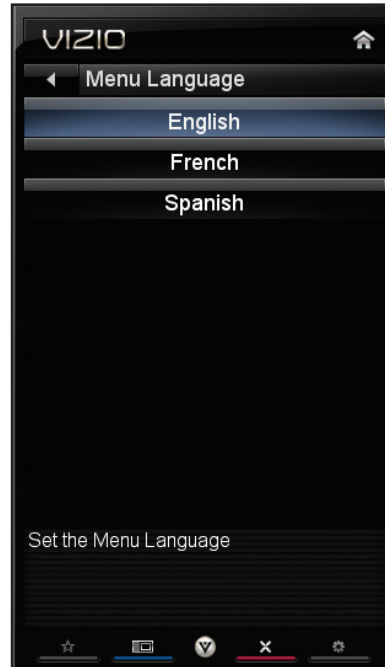 VIZIO
Menu Language
English
French
Spanish
Set the Menu Language